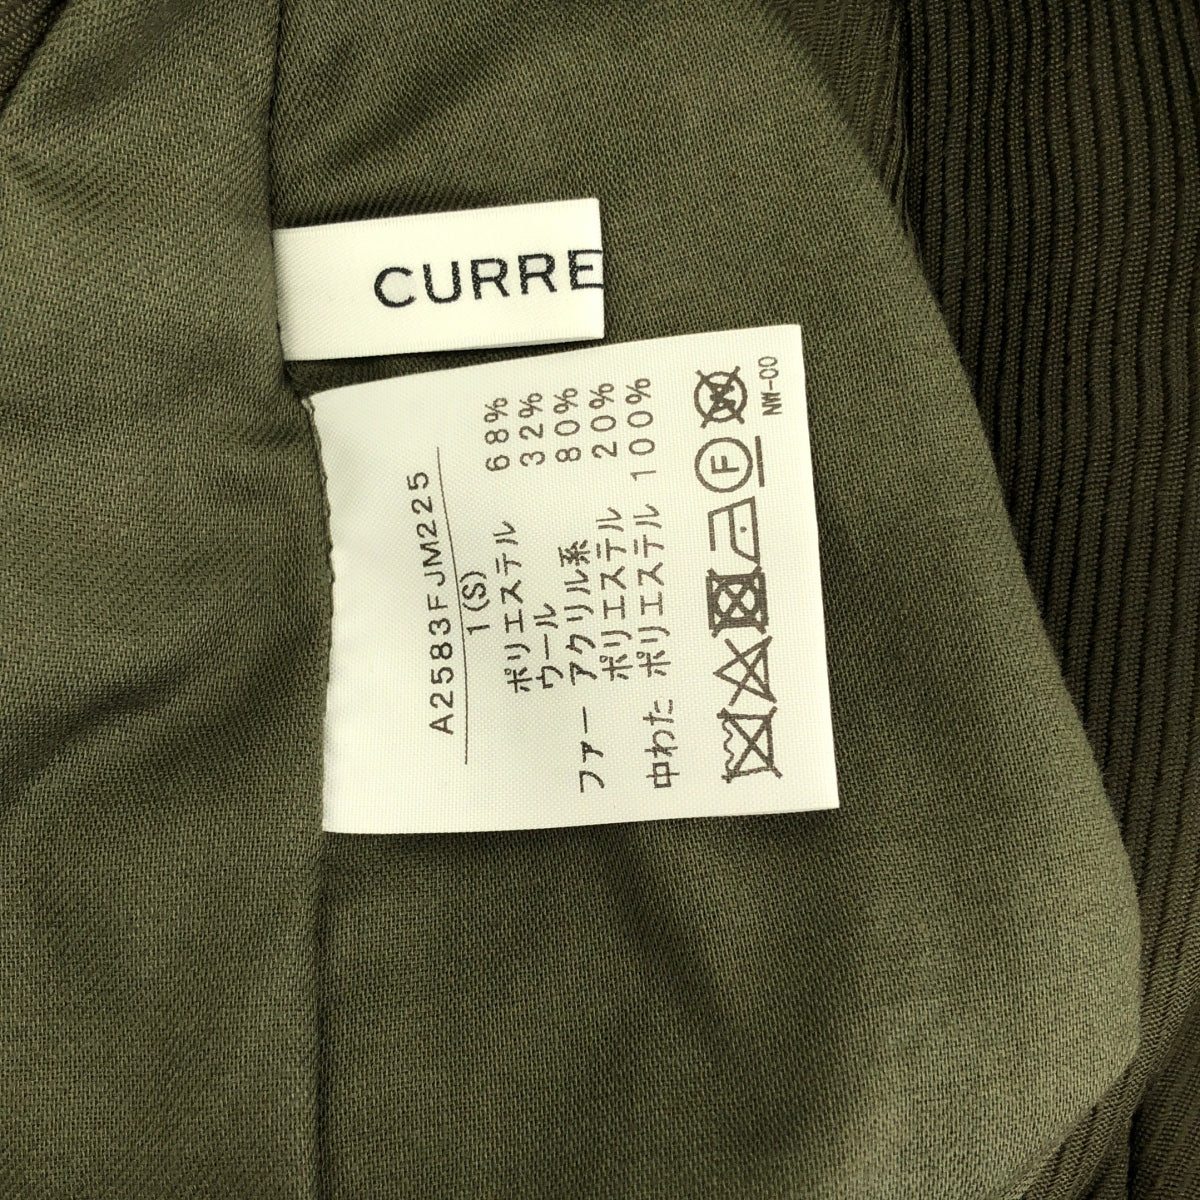 CURRE
A2583FJM225
1(S)
ポリエステル 68%
ウール 32%
ファー アクリル系 80%
ポリエステル 20%
中わた ポリエステル 100%
F
W
NW-00